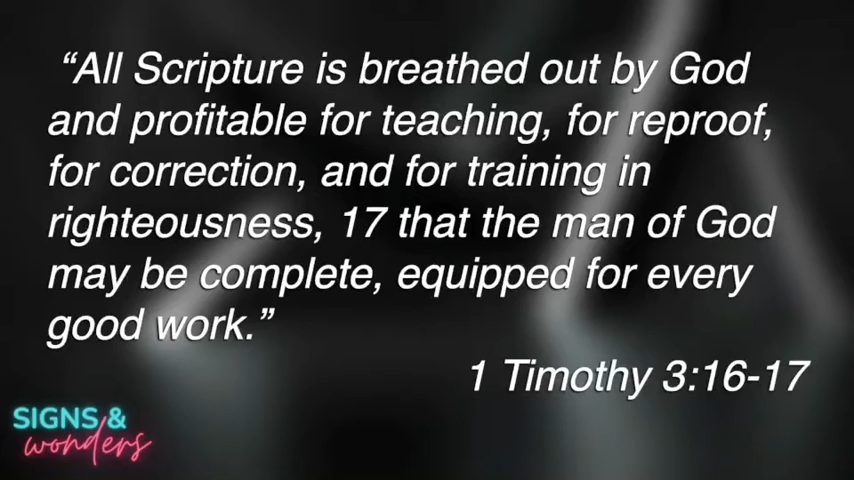 “All Scripture is breathed out by God
and profitable for teaching, for reproof,
for correction, and for training in
righteousness, 17 that the man of God
may be complete, equipped for every
good work.”
1 Timothy 3:16-17
SIGNS &
wonders